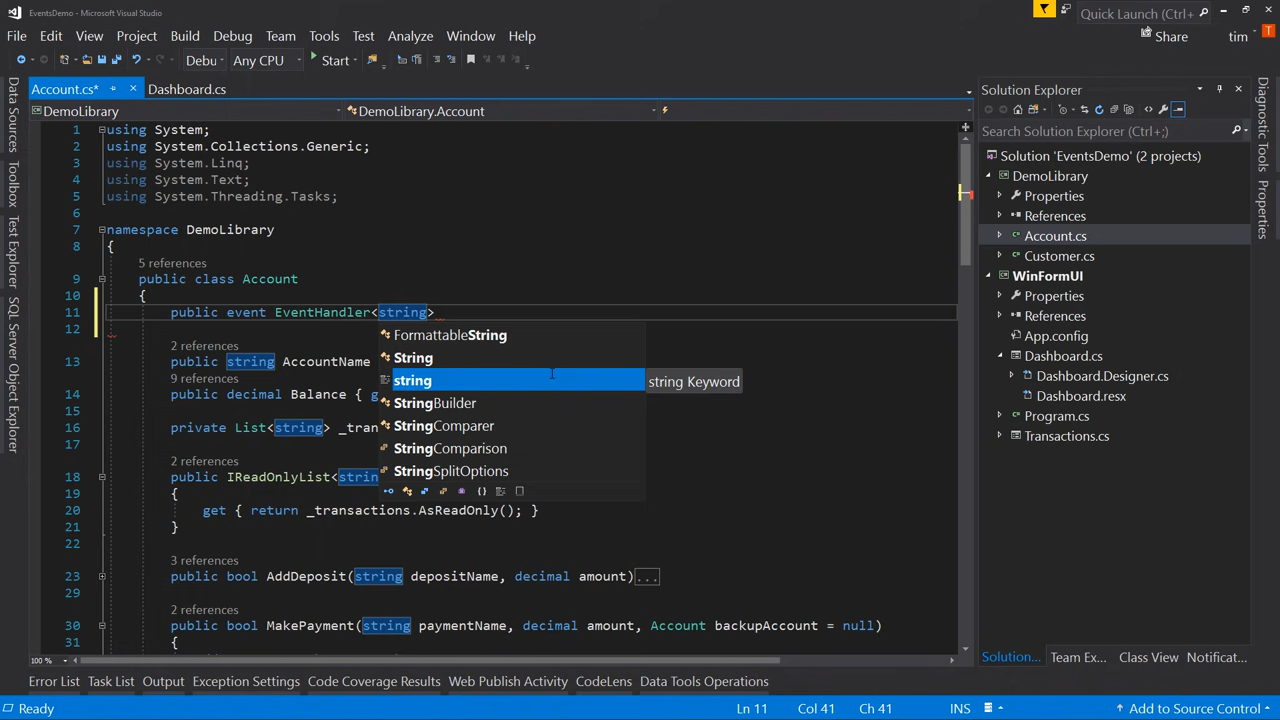 EventsDemo - Microsoft Visual Studio
Quick Launch (Ctrl+;)
File Edit View Project Build Debug Team Tools Test Analyze Window Help
Share tim T
Debu Any CPU Start
Account.cs* Dashboard.cs
DemoLibrary DemoLibrary.Account
1 using System;
2 using System.Collections.Generic;
3 using System.Linq;
4 using System.Text;
5 using System.Threading.Tasks;
6
7 namespace DemoLibrary
8 {
5 references
9 public class Account
10 {
11 public event EventHandler<string>
12
2 references
13 public string AccountName
9 references
14 public decimal Balance { g
15
16 private List<string> _tran
17
2 references
18 public IReadOnlyList<strin
19 {
20 get { return _transactions.AsReadOnly(); }
21 }
22
3 references
23 public bool AddDeposit(string depositName, decimal amount)...
29
2 references
30 public bool MakePayment(string paymentName, decimal amount, Account backupAccount = null)
31 {
FormattableString
String
string
StringBuilder
StringComparer
StringComparison
StringSplitOptions
string Keyword
100 %
Data Sources
Toolbox
Test Explorer
SQL Server Object Explorer
Solution Explorer
Search Solution Explorer (Ctrl+;)
Solution 'EventsDemo' (2 projects)
DemoLibrary
Properties
References
Account.cs
Customer.cs
WinFormUI
Properties
References
App.config
Dashboard.cs
Dashboard.Designer.cs
Dashboard.resx
Program.cs
Transactions.cs
Solution... Team Ex... Class View Notificat...
Diagnostic Tools
Properties
Error List Task List Output Exception Settings Code Coverage Results Web Publish Activity CodeLens Data Tools Operations
Ready Ln 11 Col 41 Ch 41 INS Add to Source Control